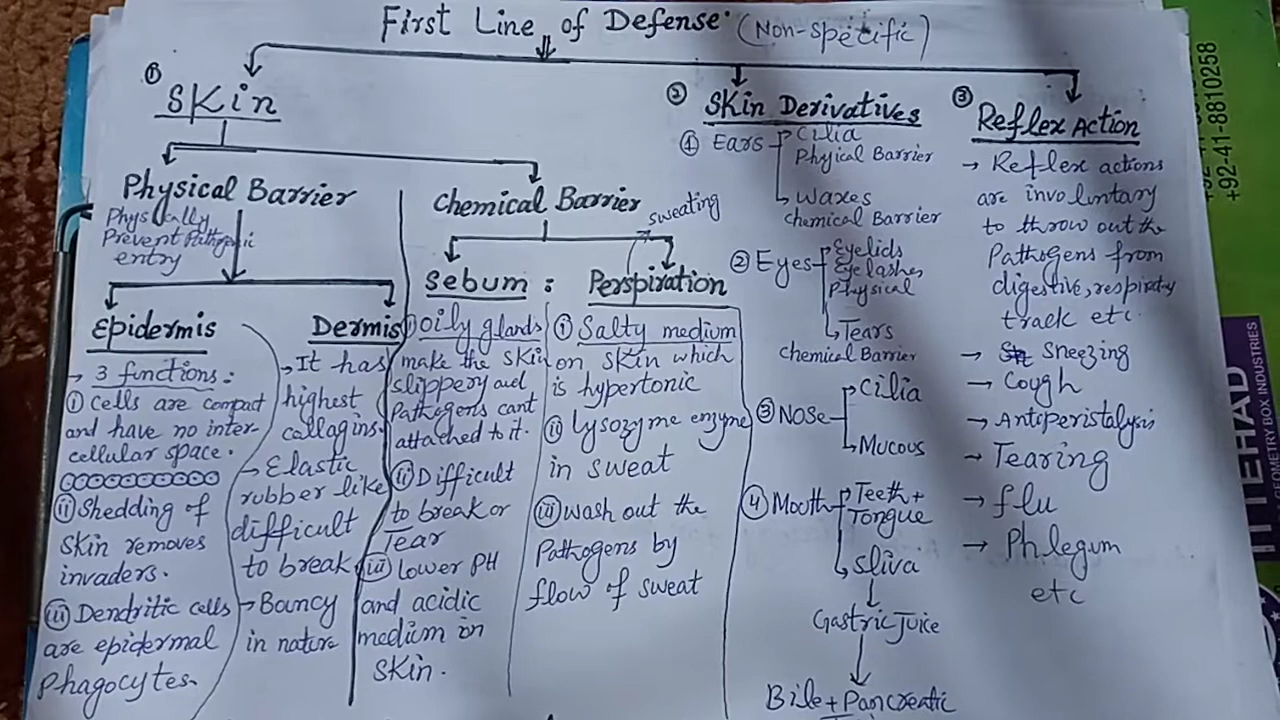 First Line of Defense (Non-specific)
① Skin
Physical Barrier
Physically
Prevent Pathogenic
entry
Epidermis
→ 3 functions:
① Cells are compact
and have no inter-
cellular space.
ⅱ Shedding of
Skin removes
invaders.
ⅲ Dendritic cells
are epidermal
Phagocytes.
Dermis
→ It has
highest
callagins.
→ Elastic
rubber like
difficult
to break
→ Bouncy
in nature
Chemical Barrier
sweating
Sebum :
ⅰ oily glands
make the skin
slippery and
Pathogens cant
attached to it.
ⅱ Difficult
to break or
Tear
ⅲ lower PH
and acidic
medium on
Skin.
Perspiration
ⅰ Salty medium
on skin which
is hypertonic
ⅱ lysozyme enzyme
in sweat
ⅲ wash out the
Pathogens by
flow of sweat
② Skin Derivatives
① Ears → Cilia
Phyical Barrier
→ Waxes
chemical Barrier
② Eyes → Eyelids
Eyelashes
Physical
→ Tears
Chemical Barrier
③ Nose → Cilia
→ Mucous
④ Mouth → Teeth +
Tongue
→ Sliva
Gastric Juice
Bile + Pancreatic
③ Reflex Action
→ Reflex actions
are involuntary
to throw out the
Pathogens from
digestive, respiraty
track etc.
→ Sneezing
→ Cough
→ Antiperistalysis
→ Tearing
→ flu
→ Phlegum
etc
+92-41-8810258
ITTEHAD
GEOMETRY BOX INDUSTRIES